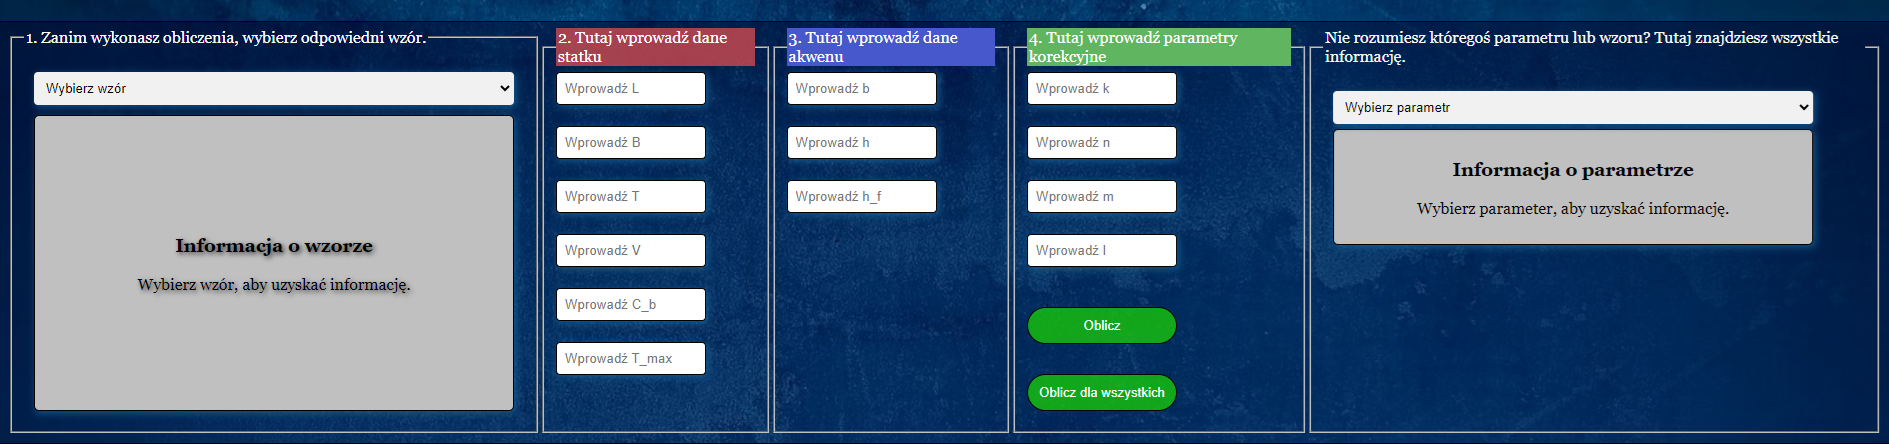 1. Zanim wykonasz obliczenia, wybierz odpowiedni wzór.
Wybierz wzór
Informacja o wzorze
Wybierz wzór, aby uzyskać informację.
2. Tutaj wprowadź dane
statku
Wprowadź L
Wprowadź B
Wprowadź T
Wprowadź V
Wprowadź C_b
Wprowadź T_max
3. Tutaj wprowadź dane
akwenu
Wprowadź b
Wprowadź h
Wprowadź h_f
4. Tutaj wprowadź parametry
korekcyjne
Wprowadź k
Wprowadź n
Wprowadź m
Wprowadź l
Oblicz
Oblicz dla wszystkich
Nie rozumiesz któregoś parametru lub wzoru? Tutaj znajdziesz wszystkie
informację.
Wybierz parametr
Informacja o parametrze
Wybierz parameter, aby uzyskać informację.